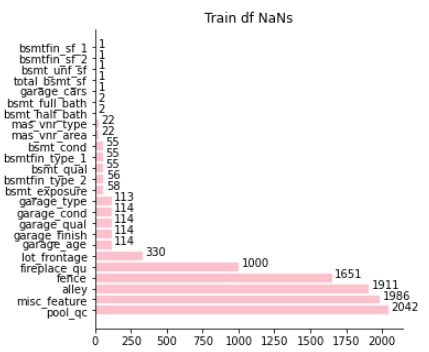 Train df NaNs
bsmtfin_sf_1 1
bsmtfin_sf_2 1
bsmt_unf_sf 1
total_bsmt_sf 1
garage_cars 1
bsmt_full_bath 2
bsmt_half_bath 2
mas_vnr_type 22
mas_vnr_area 22
bsmt_cond 55
bsmtfin_type_1 55
bsmt_qual 55
bsmtfin_type_2 56
bsmt_exposure 58
garage_type 113
garage_cond 114
garage_qual 114
garage_finish 114
garage_age 114
lot_frontage 330
fireplace_qu 1000
fence 1651
alley 1911
misc_feature 1986
pool_qc 2042
0 250 500 750 1000 1250 1500 1750 2000